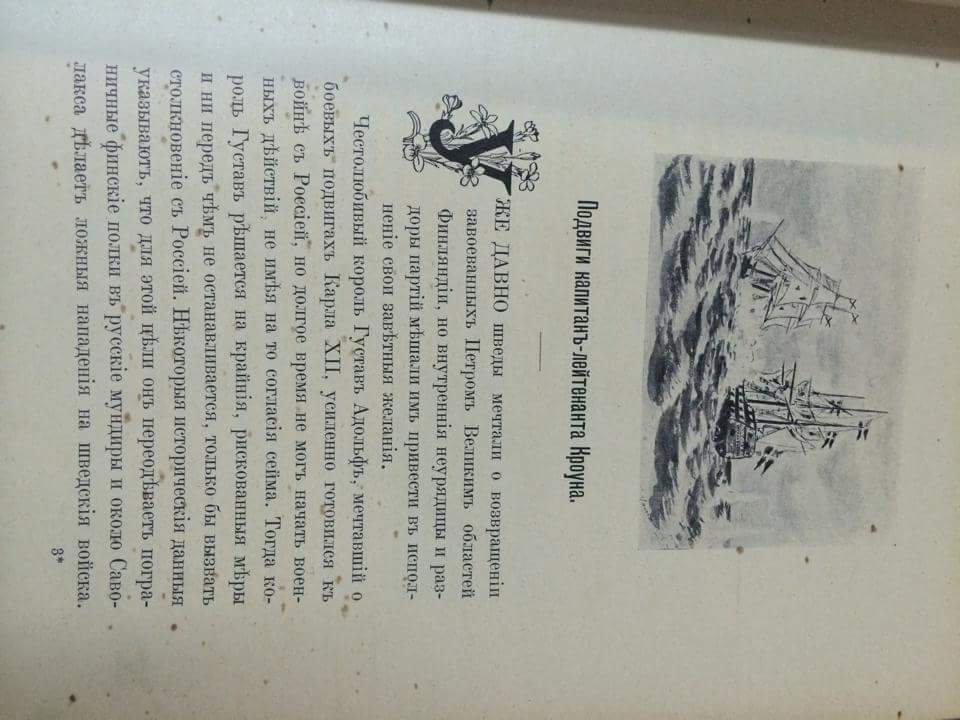 Подвиги капитанъ-лейтенанта Кроуна.
УЖЕ ДАВНО шведы мечтали о возвращеніи
завоеванныхъ Петромъ Великимъ областей
Финляндіи, но внутреннія неурядицы и раз-
доры партій мѣшали имъ привести въ испол-
неніе свои завѣтныя желанія.
Честолюбивый король Густавъ Адольфъ, мечтавшій о
боевыхъ подвигахъ Карла XII, усиленно готовился къ
войнѣ съ Россіей, но долгое время не могъ начать воен-
ныхъ дѣйствій, не имѣя на то согласія сейма. Тогда ко-
роль Густавъ рѣшается на крайнія, рискованныя мѣры
и ни передъ чѣмъ не останавливается, только бы вызвать
столкновеніе съ Россіей. Нѣкоторыя историческія данныя
указываютъ, что для этой цѣли онъ переодѣваетъ погра-
ничные финскіе полки въ русскіе мундиры и около Саво-
лакса дѣлаетъ ложныя нападенія на шведскія войска.
3*